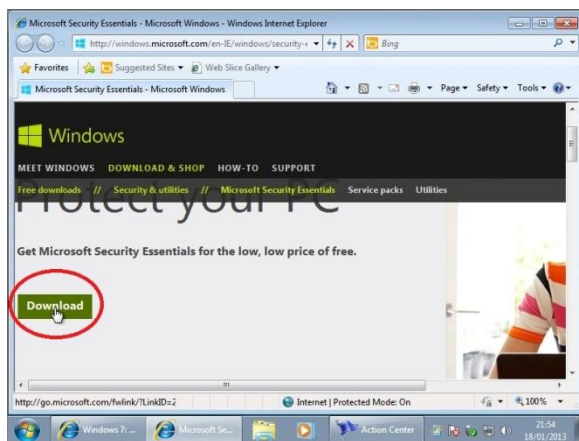 Microsoft Security Essentials - Microsoft Windows - Windows Internet Explorer
http://windows.microsoft.com/en-IE/windows/security-e
Bing
Favorites Suggested Sites Web Slice Gallery
Microsoft Security Essentials - Microsoft Windows
Page Safety Tools
Windows
MEET WINDOWS DOWNLOAD & SHOP HOW-TO SUPPORT
Free downloads // Security & utilities // Microsoft Security Essentials Service packs Utilities
Protect your PC
Get Microsoft Security Essentials for the low, low price of free.
Download
http://go.microsoft.com/fwlink/?LinkID=2
Internet | Protected Mode: On
100%
Windows 7: ...
Microsoft Se...
Action Center
21:54
18/01/2013